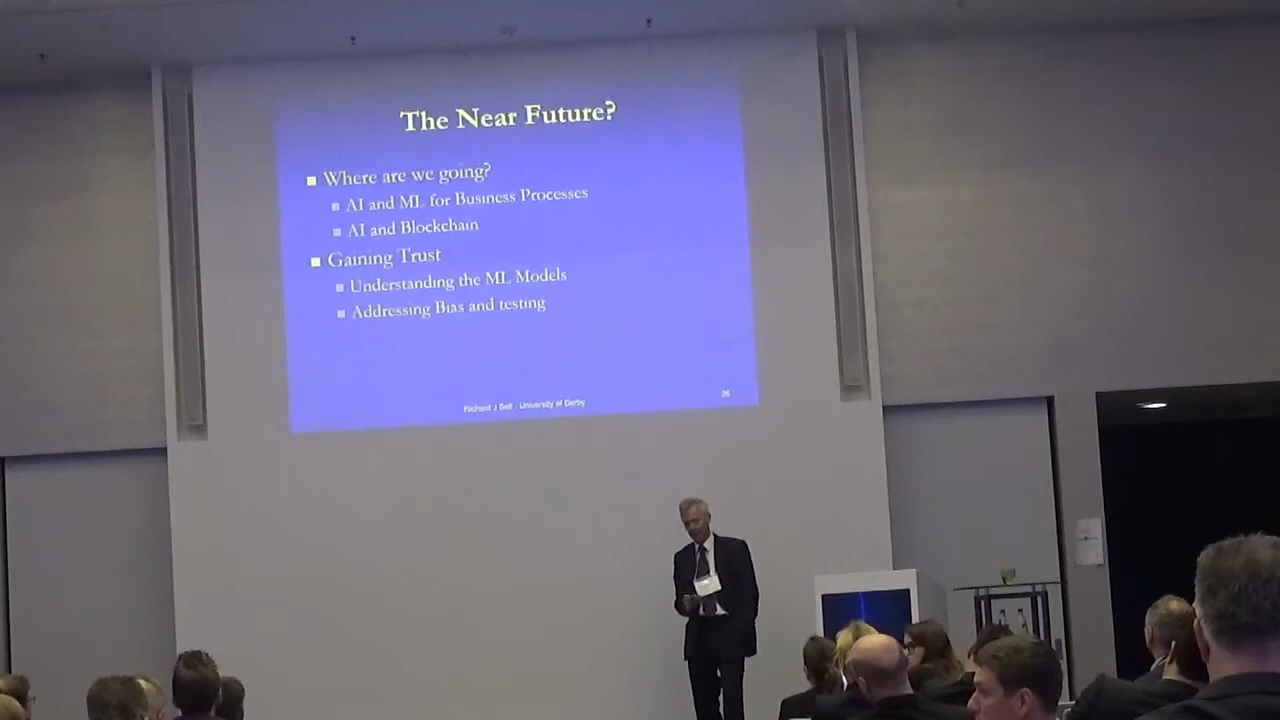 The Near Future?
Where are we going?
AI and ML for Business Processes
AI and Blockchain
Gaining Trust
Understanding the ML Models
Addressing Bias and testing
Richard J Self - University of Derby
26